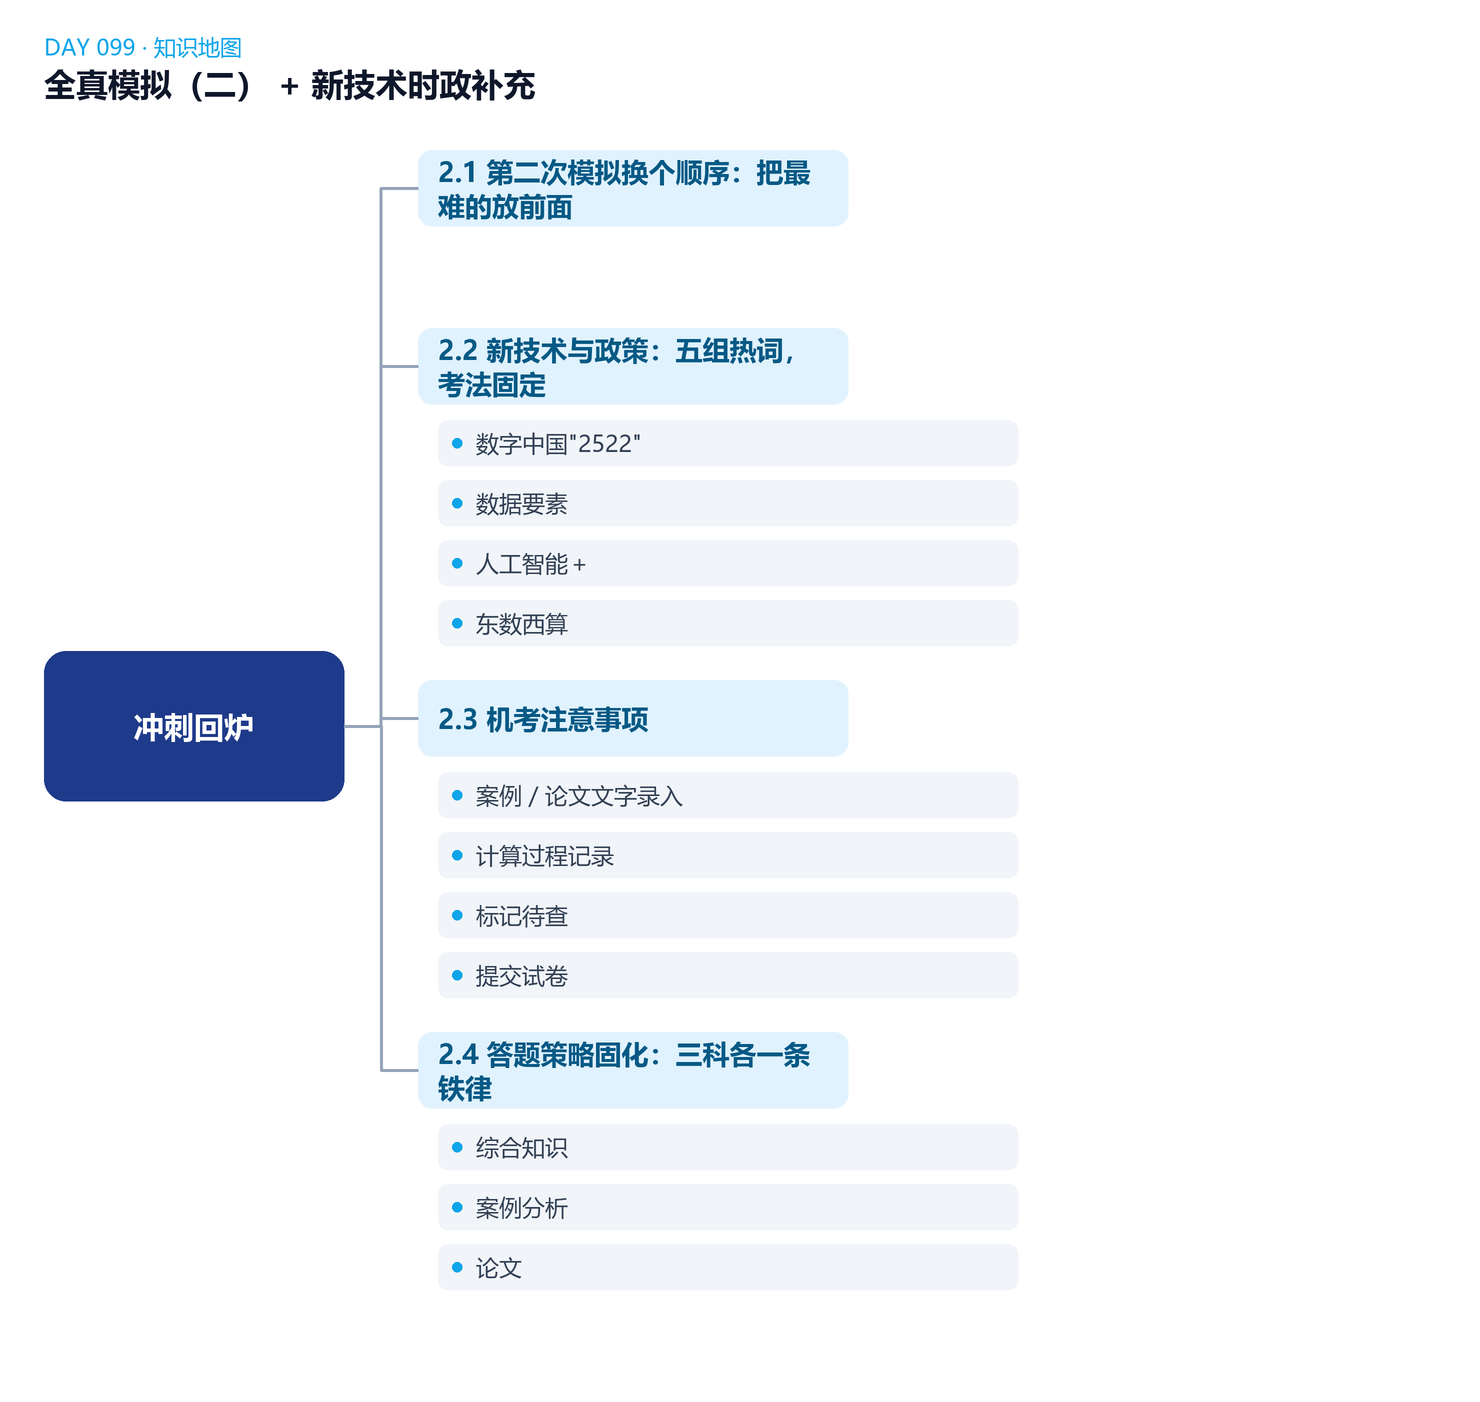 DAY 099 · 知识地图
全真模拟（二） + 新技术时政补充
2.1 第二次模拟换个顺序：把最
难的放前面
2.2 新技术与政策：五组热词，
考法固定
数字中国"2522"
数据要素
人工智能 +
东数西算
冲刺回炉
2.3 机考注意事项
案例 / 论文文字录入
计算过程记录
标记待查
提交试卷
2.4 答题策略固化：三科各一条
铁律
综合知识
案例分析
论文